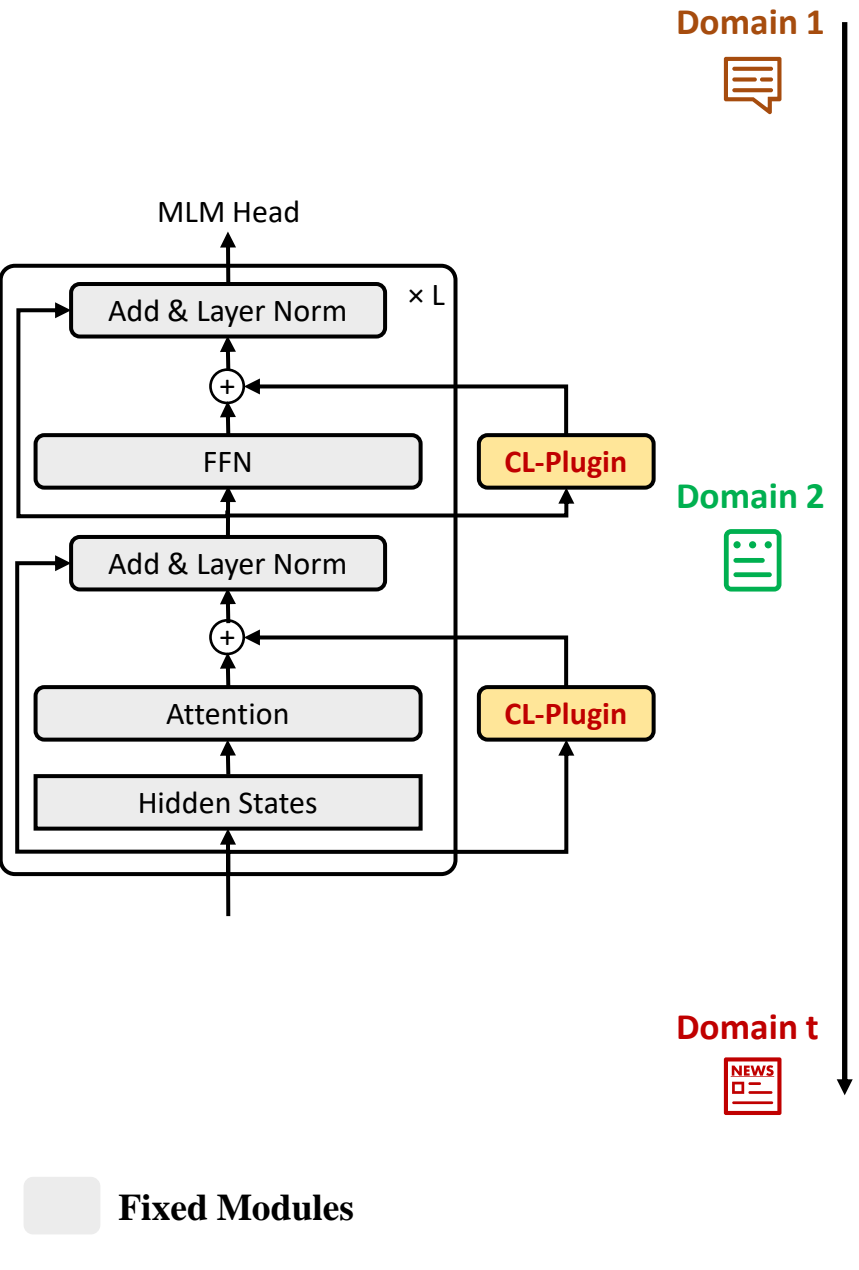 Domain 1
MLM Head
Add & Layer Norm
× L
+
FFN
CL-Plugin
Domain 2
Add & Layer Norm
+
Attention
CL-Plugin
Hidden States
Domain t
NEWS
Fixed Modules